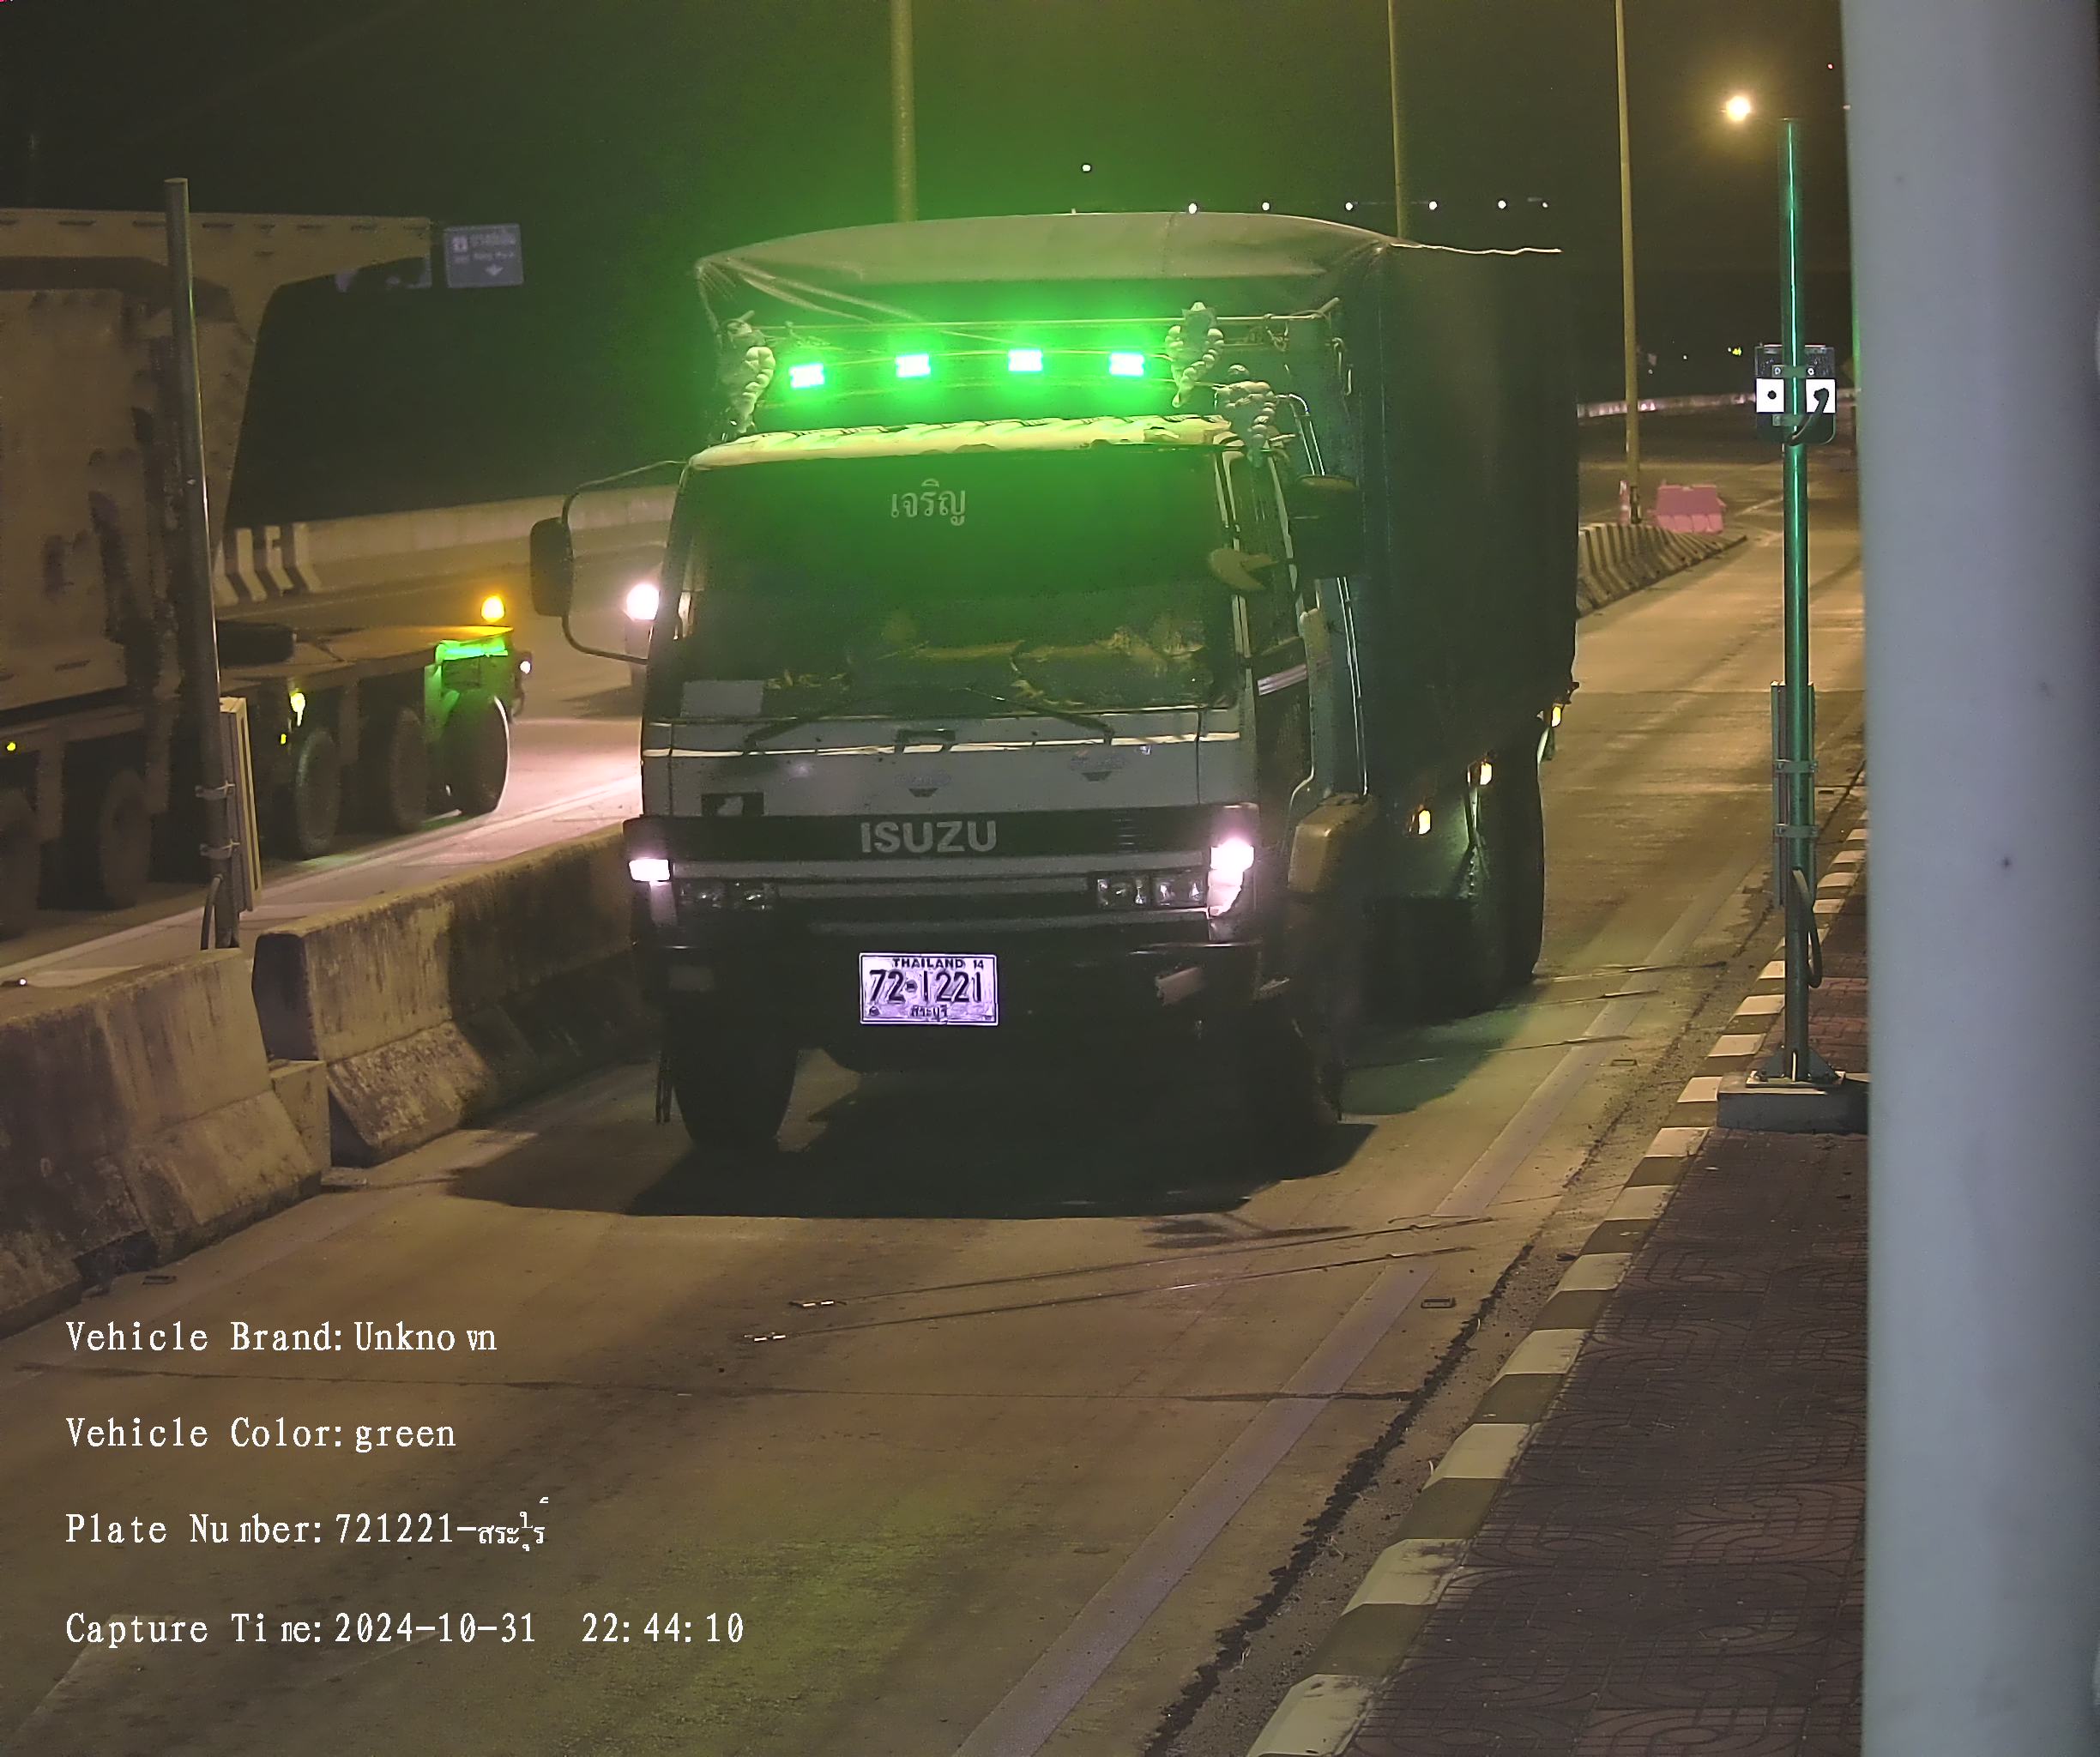 เจริญ
ISUZU
THAILAND 14
72-1221
สระบุรี
Vehicle Brand:Unknown
Vehicle Color:green
Plate Number:721221-สระบุรี
Capture Time:2024-10-31 22:44:10